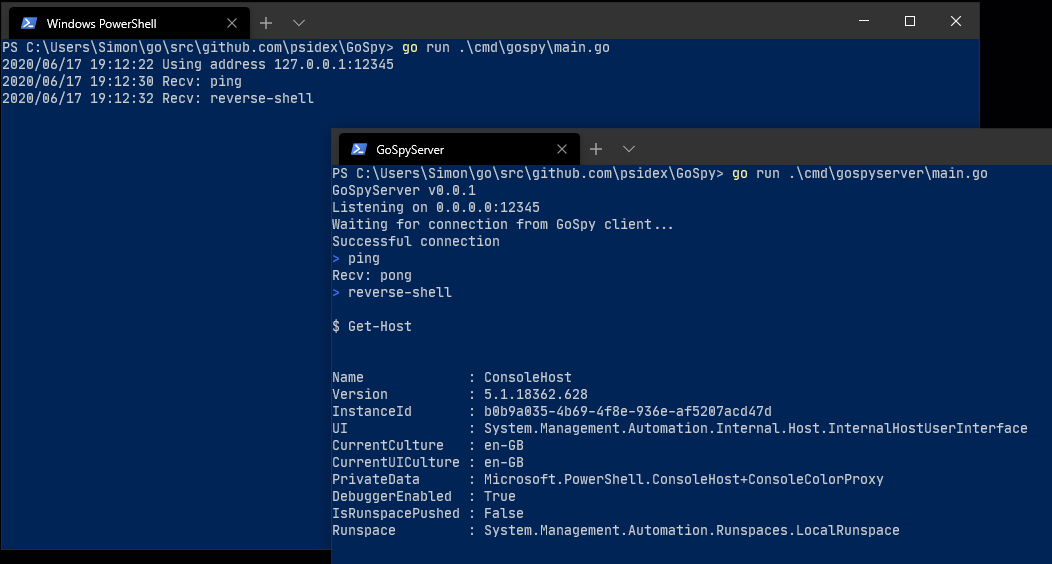 Windows PowerShell
PS C:\Users\Simon\go\src\github.com\psidex\GoSpy> go run .\cmd\gospy\main.go
2020/06/17 19:12:22 Using address 127.0.0.1:12345
2020/06/17 19:12:30 Recv: ping
2020/06/17 19:12:32 Recv: reverse-shell
GoSpyServer
PS C:\Users\Simon\go\src\github.com\psidex\GoSpy> go run .\cmd\gospyserver\main.go
GoSpyServer v0.0.1
Listening on 0.0.0.0:12345
Waiting for connection from GoSpy client...
Successful connection
> ping
Recv: pong
> reverse-shell
$ Get-Host
Name             : ConsoleHost
Version          : 5.1.18362.628
InstanceId       : b0b9a035-4b69-4f8e-936e-af5207acd47d
UI               : System.Management.Automation.Internal.Host.InternalHostUserInterface
CurrentCulture   : en-GB
CurrentUICulture : en-GB
PrivateData      : Microsoft.PowerShell.ConsoleHost+ConsoleColorProxy
DebuggerEnabled  : True
IsRunspacePushed : False
Runspace         : System.Management.Automation.Runspaces.LocalRunspace